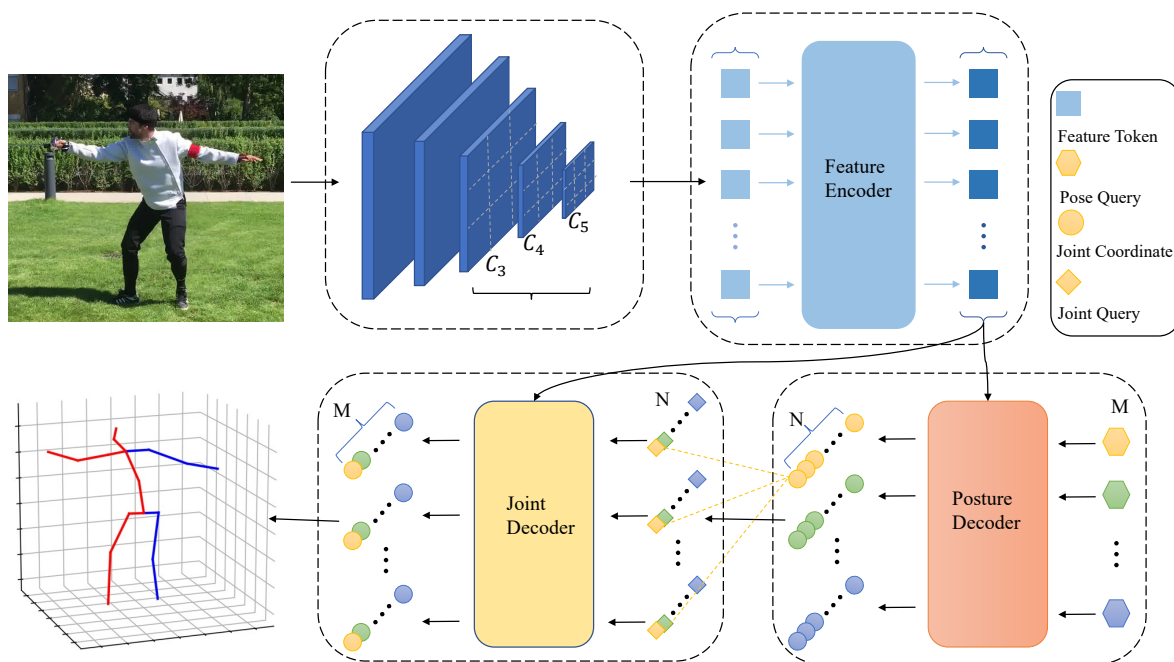 C₃
C₄
C₅
Feature
Encoder
Feature Token
Pose Query
Joint Coordinate
Joint Query
M
N
N
M
Joint
Decoder
Posture
Decoder